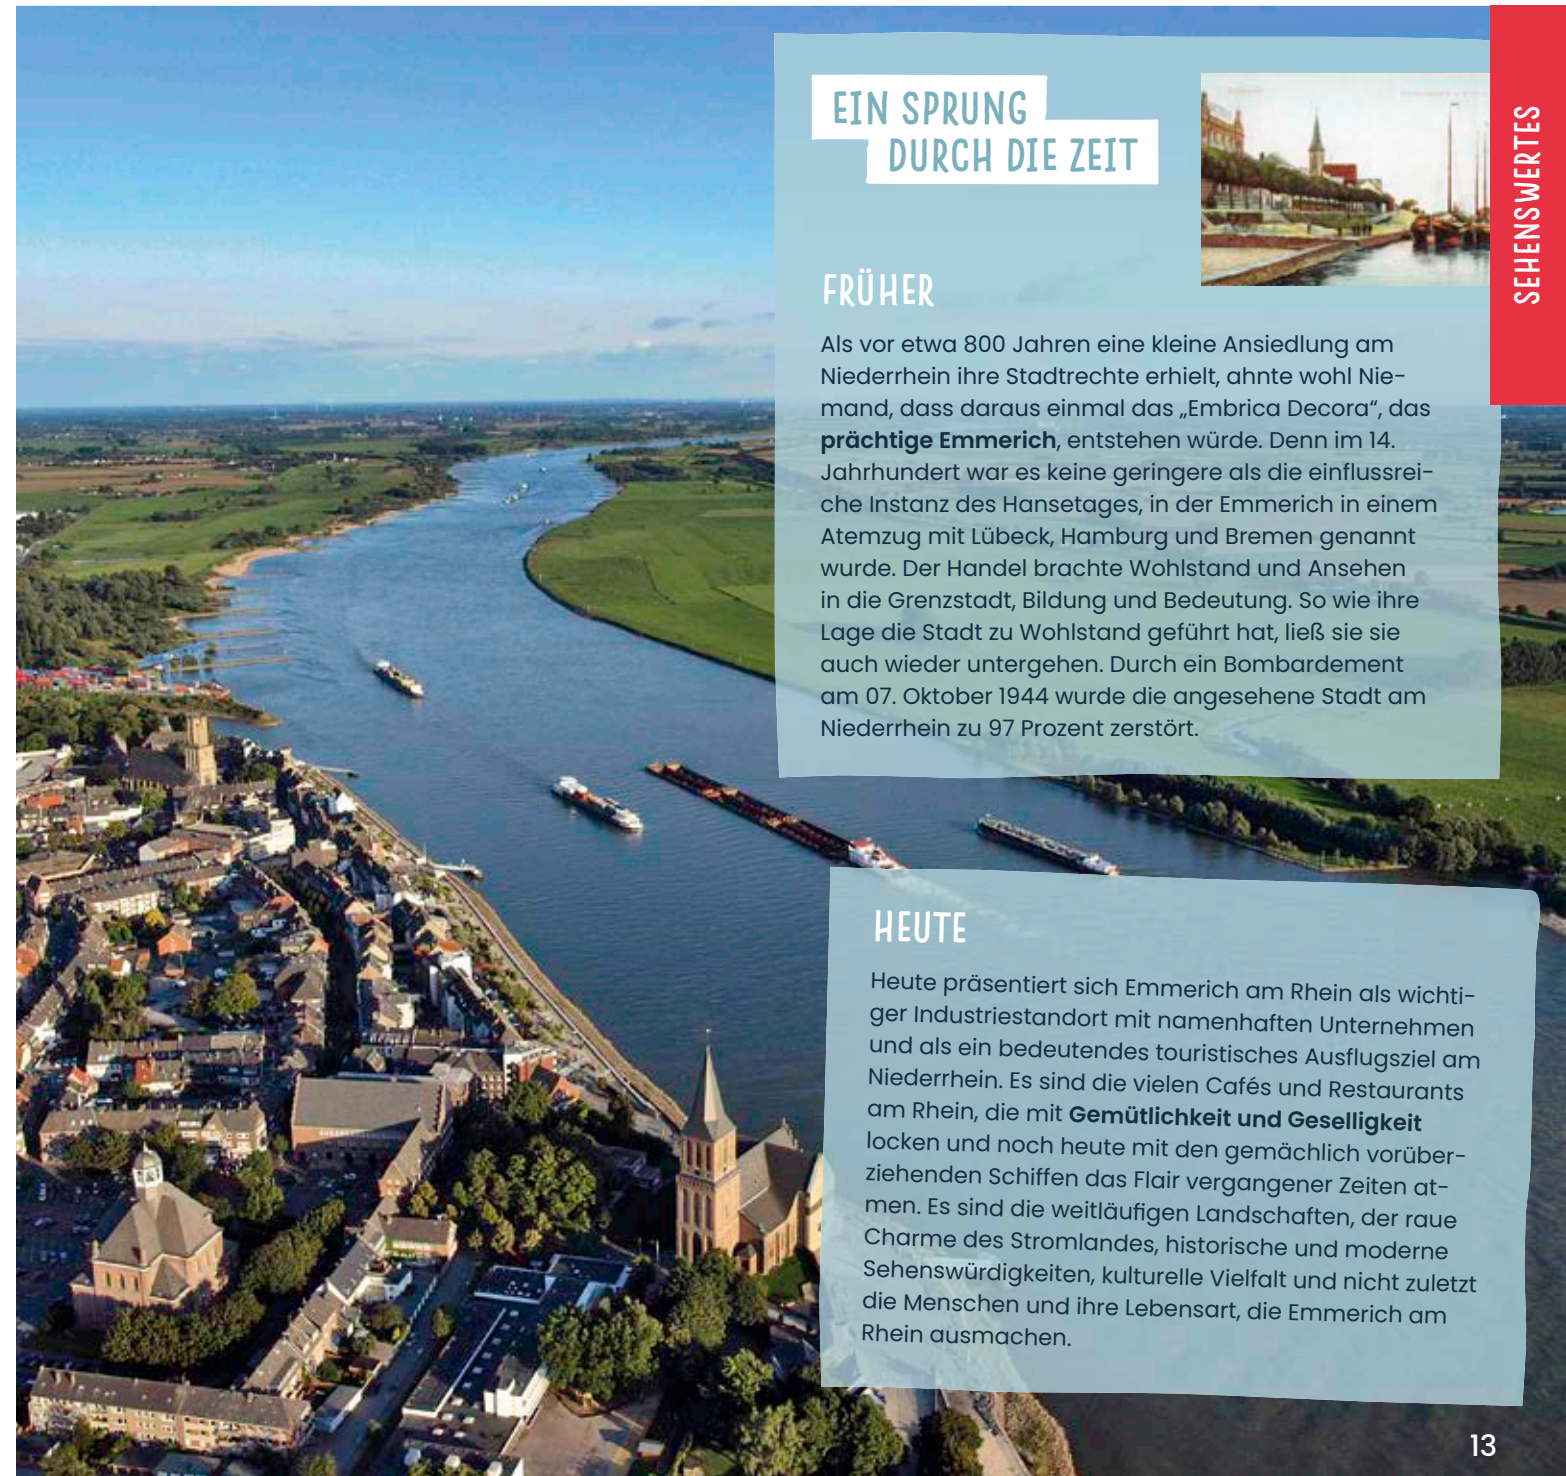 EIN SPRUNG
DURCH DIE ZEIT
SEHENSWERTES
FRÜHER
Als vor etwa 800 Jahren eine kleine Ansiedlung am
Niederrhein ihre Stadtrechte erhielt, ahnte wohl Nie-
mand, dass daraus einmal das „Embrica Decora“, das
prächtige Emmerich, entstehen würde. Denn im 14.
Jahrhundert war es keine geringere als die einflussrei-
che Instanz des Hansetages, in der Emmerich in einem
Atemzug mit Lübeck, Hamburg und Bremen genannt
wurde. Der Handel brachte Wohlstand und Ansehen
in die Grenzstadt, Bildung und Bedeutung. So wie ihre
Lage die Stadt zu Wohlstand geführt hat, ließ sie sie
auch wieder untergehen. Durch ein Bombardement
am 07. Oktober 1944 wurde die angesehene Stadt am
Niederrhein zu 97 Prozent zerstört.
HEUTE
Heute präsentiert sich Emmerich am Rhein als wichti-
ger Industriestandort mit namenhaften Unternehmen
und als ein bedeutendes touristisches Ausflugsziel am
Niederrhein. Es sind die vielen Cafés und Restaurants
am Rhein, die mit Gemütlichkeit und Geselligkeit
locken und noch heute mit den gemächlich vorüber-
ziehenden Schiffen das Flair vergangener Zeiten at-
men. Es sind die weitläufigen Landschaften, der raue
Charme des Stromlandes, historische und moderne
Sehenswürdigkeiten, kulturelle Vielfalt und nicht zuletzt
die Menschen und ihre Lebensart, die Emmerich am
Rhein ausmachen.
13